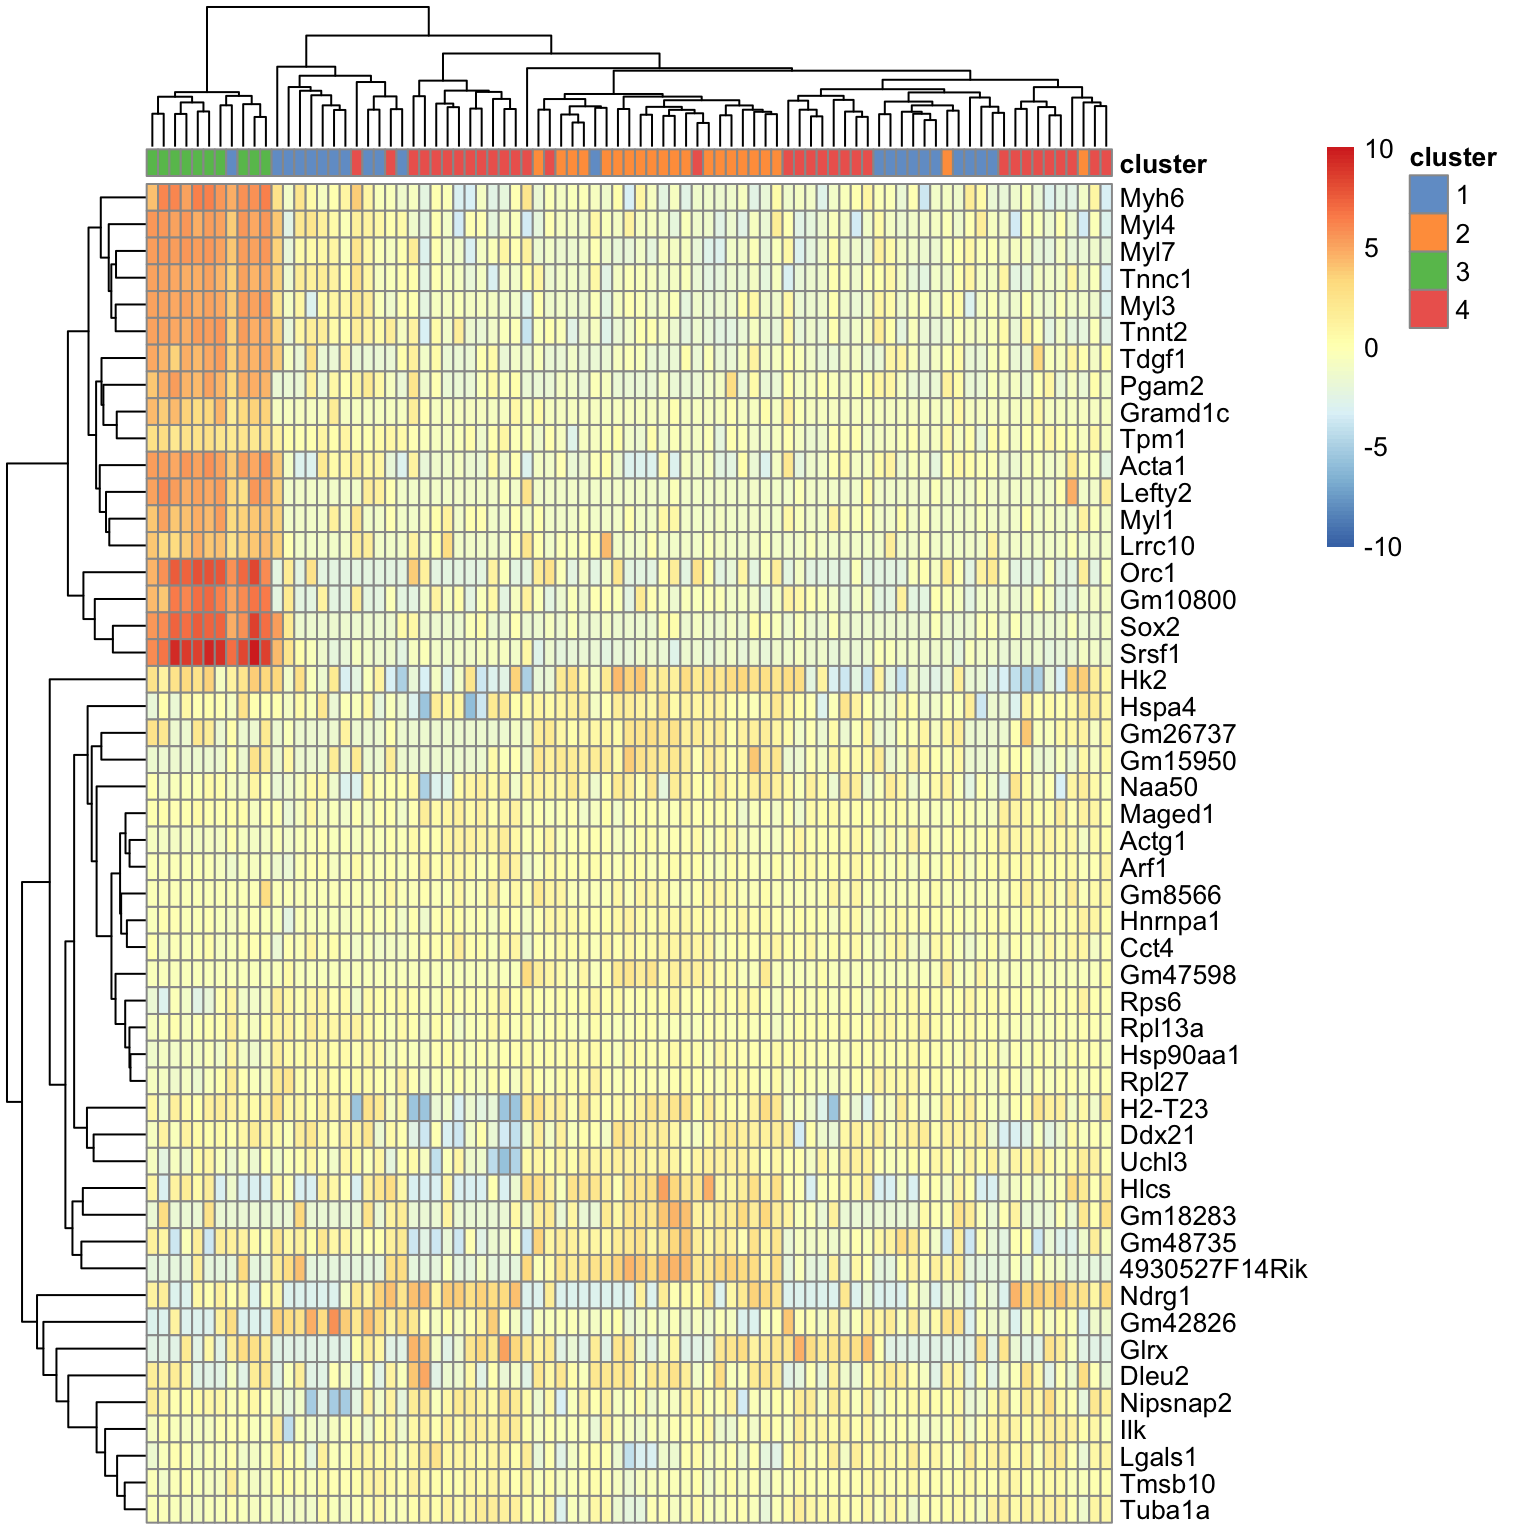 cluster
Myh6
Myl4
Myl7
Tnnc1
Myl3
Tnnt2
Tdgf1
Pgam2
Gramd1c
Tpm1
Acta1
Lefty2
Myl1
Lrrc10
Orc1
Gm10800
Sox2
Srsf1
Hk2
Hspa4
Gm26737
Gm15950
Naa50
Maged1
Actg1
Arf1
Gm8566
Hnrnpa1
Cct4
Gm47598
Rps6
Rpl13a
Hsp90aa1
Rpl27
H2-T23
Ddx21
Uchl3
Hlcs
Gm18283
Gm48735
4930527F14Rik
Ndrg1
Gm42826
Glrx
Dleu2
Nipsnap2
Ilk
Lgals1
Tmsb10
Tuba1a
10
5
0
-5
-10
cluster
1
2
3
4